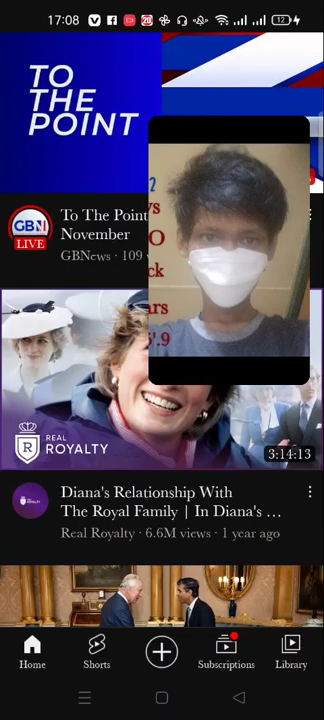 17:08
12
TO
THE
POINT
GBN
LIVE
To The Point
November
GBNews · 109
REAL
ROYALTY
3:14:13
Diana's Relationship With
The Royal Family | In Diana's ...
Real Royalty · 6.6M views · 1 year ago
Home
Shorts
Subscriptions
Library